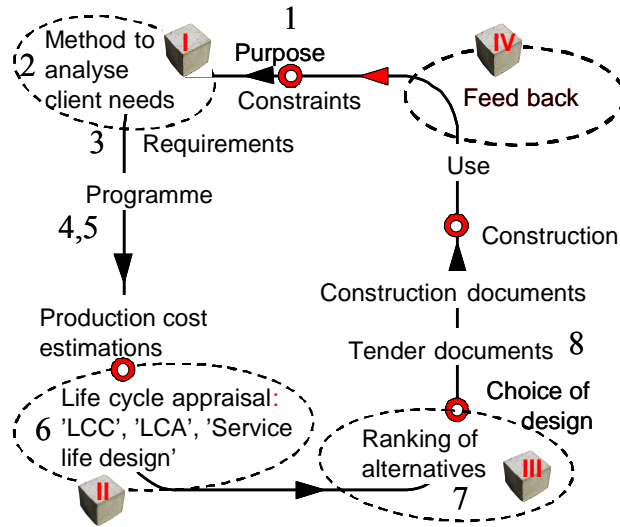 1
I
IV
2
Method to
analyse
client needs
Purpose
Constraints
Feed back
3
Requirements
Use
Programme
4,5
Construction
Construction documents
Production cost
estimations
Tender documents
8
Choice of
design
Life cycle appraisal:
6
'LCC', 'LCA', 'Service
life design’
Ranking of
alternatives
7
III
II